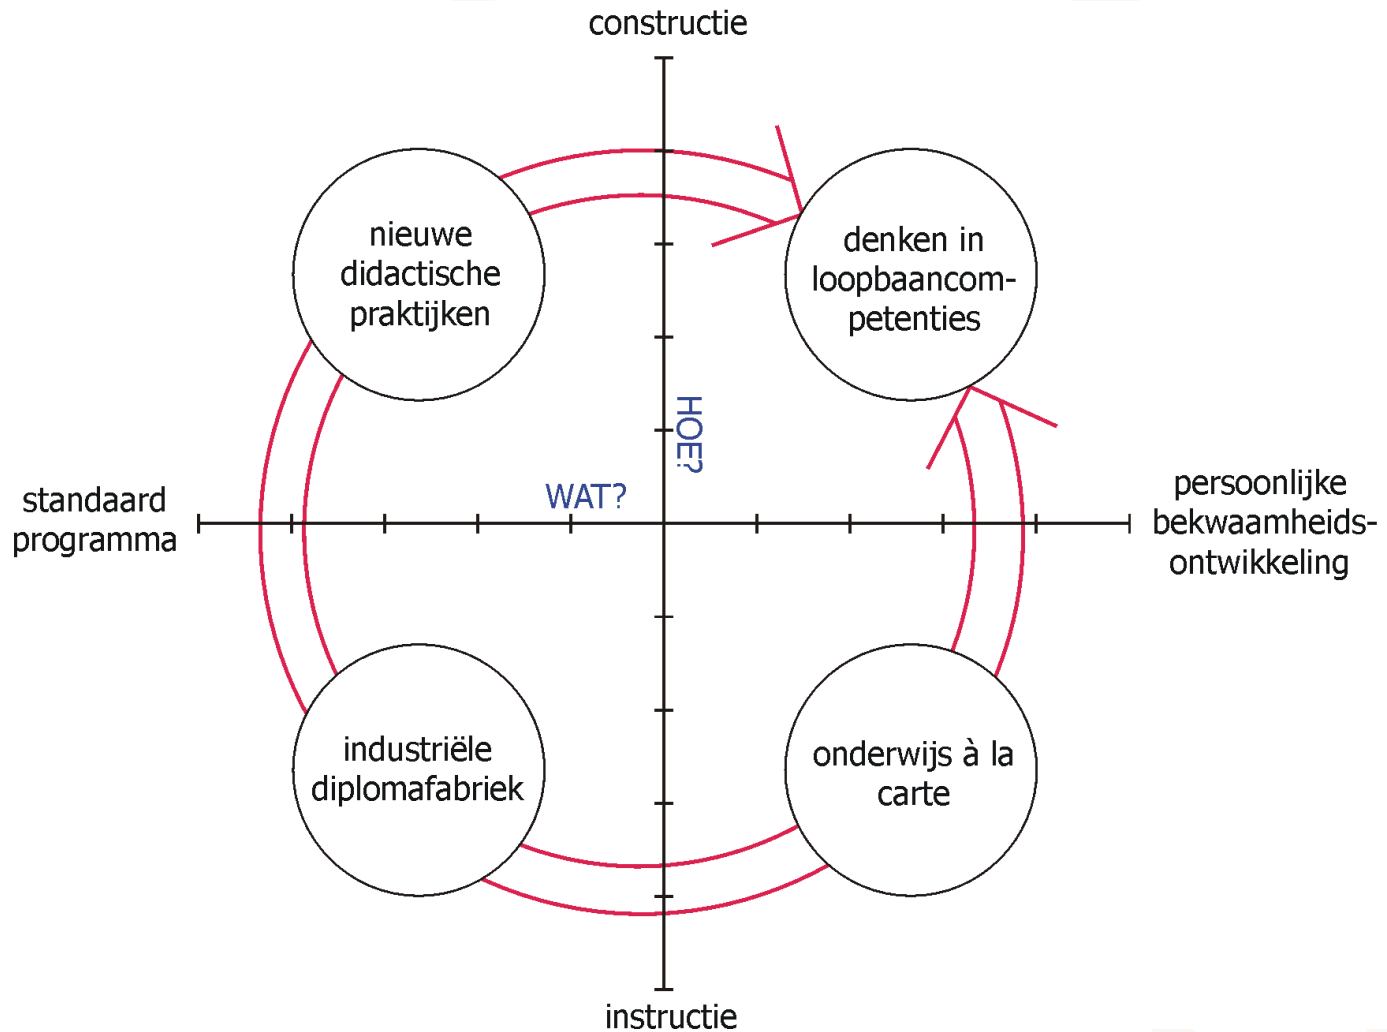 constructie
nieuwe
didactische
praktijken
denken in
loopbaancom-
petenties
HOE?
WAT?
standaard
programma
persoonlijke
bekwaamheids-
ontwikkeling
industriële
diplomafabriek
onderwijs à la
carte
instructie